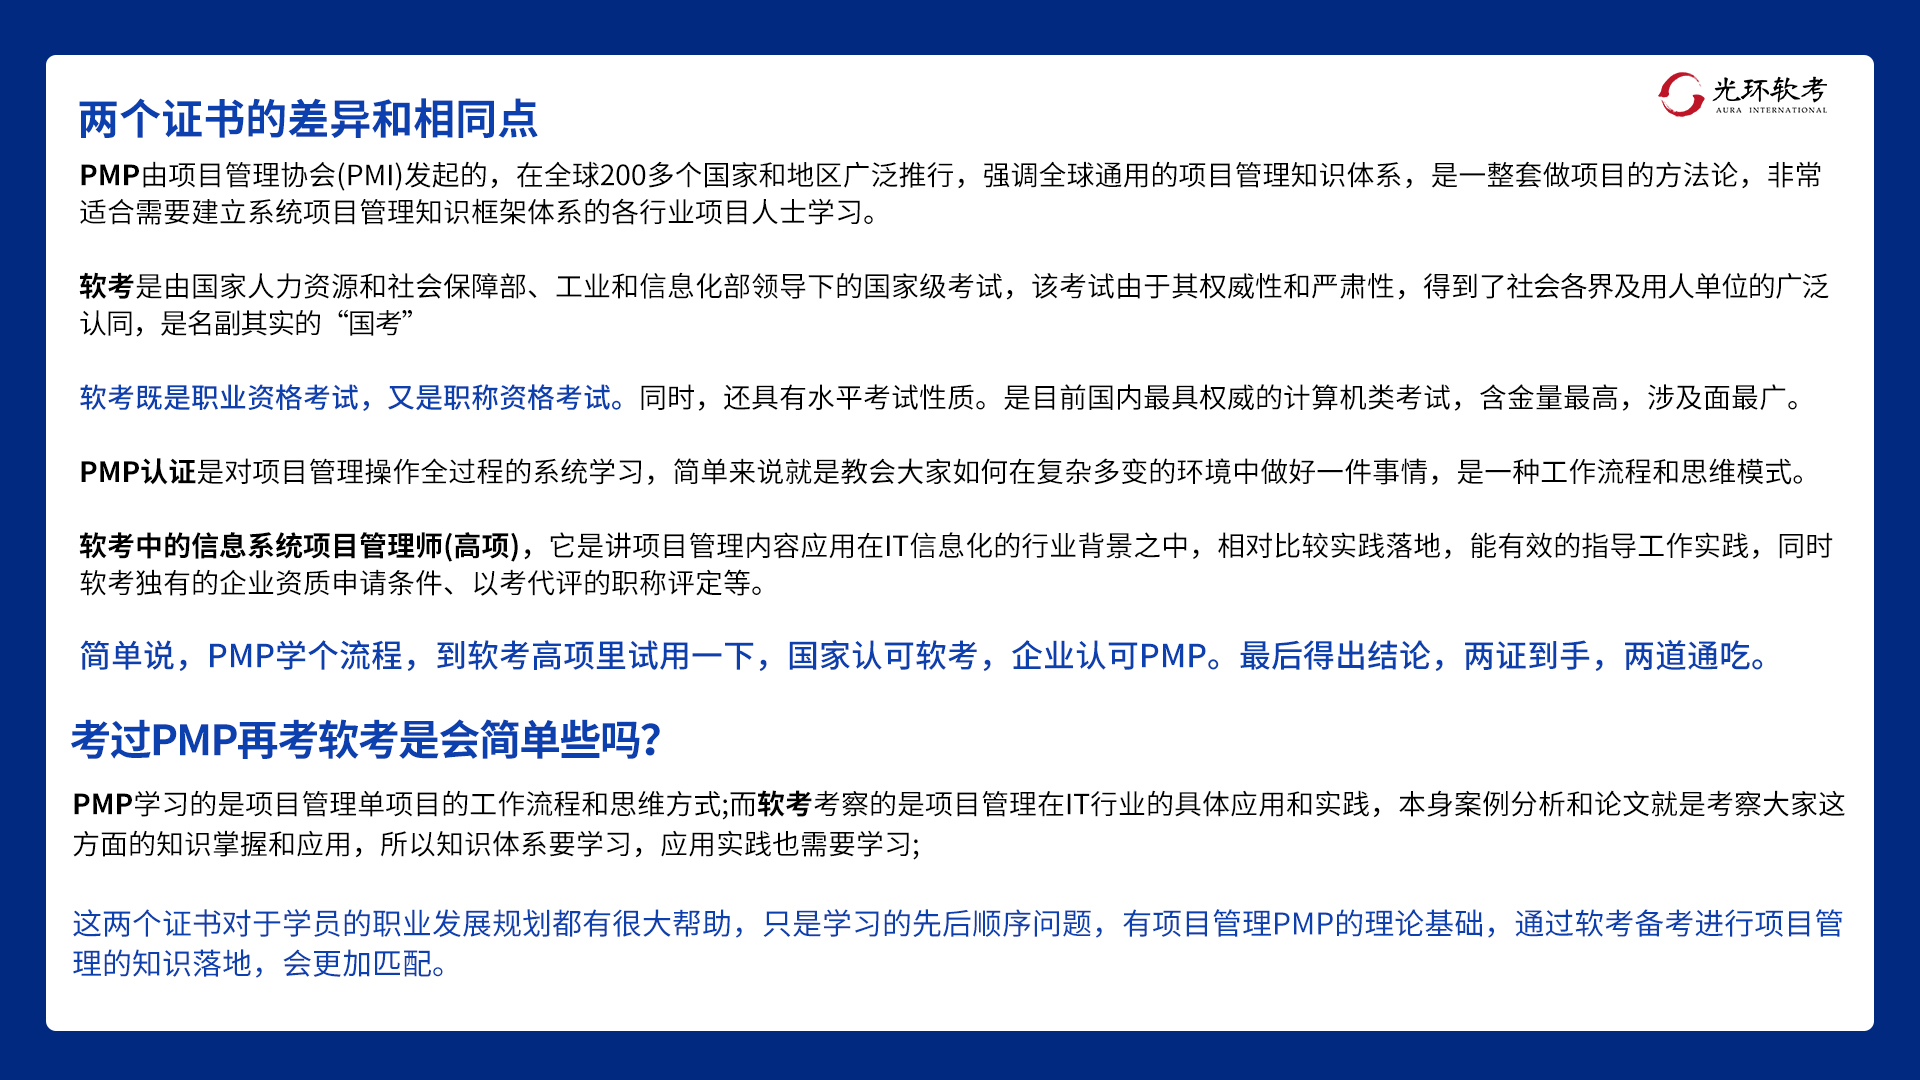 光环软考
AURA INTERNATIONAL
两个证书的差异和相同点
PMP由项目管理协会(PMI)发起的，在全球200多个国家和地区广泛推行，强调全球通用的项目管理知识体系，是一整套做项目的方法论，非常
适合需要建立系统项目管理知识框架体系的各行业项目人士学习。
软考是由国家人力资源和社会保障部、工业和信息化部领导下的国家级考试，该考试由于其权威性和严肃性，得到了社会各界及用人单位的广泛
认同，是名副其实的“国考”
软考既是职业资格考试，又是职称资格考试。同时，还具有水平考试性质。是目前国内最具权威的计算机类考试，含金量最高，涉及面最广。
PMP认证是对项目管理操作全过程的系统学习，简单来说就是教会大家如何在复杂多变的环境中做好一件事情，是一种工作流程和思维模式。
软考中的信息系统项目管理师(高项)，它是讲项目管理内容应用在IT信息化的行业背景之中，相对比较实践落地，能有效的指导工作实践，同时
软考独有的企业资质申请条件、以考代评的职称评定等。
简单说，PMP学个流程，到软考高项里试用一下，国家认可软考，企业认可PMP。最后得出结论，两证到手，两道通吃。
考过PMP再考软考是会简单些吗？
PMP学习的是项目管理单项目的工作流程和思维方式;而软考考察的是项目管理在IT行业的具体应用和实践，本身案例分析和论文就是考察大家这
方面的知识掌握和应用，所以知识体系要学习，应用实践也需要学习;
这两个证书对于学员的职业发展规划都有很大帮助，只是学习的先后顺序问题，有项目管理PMP的理论基础，通过软考备考进行项目管
理的知识落地，会更加匹配。